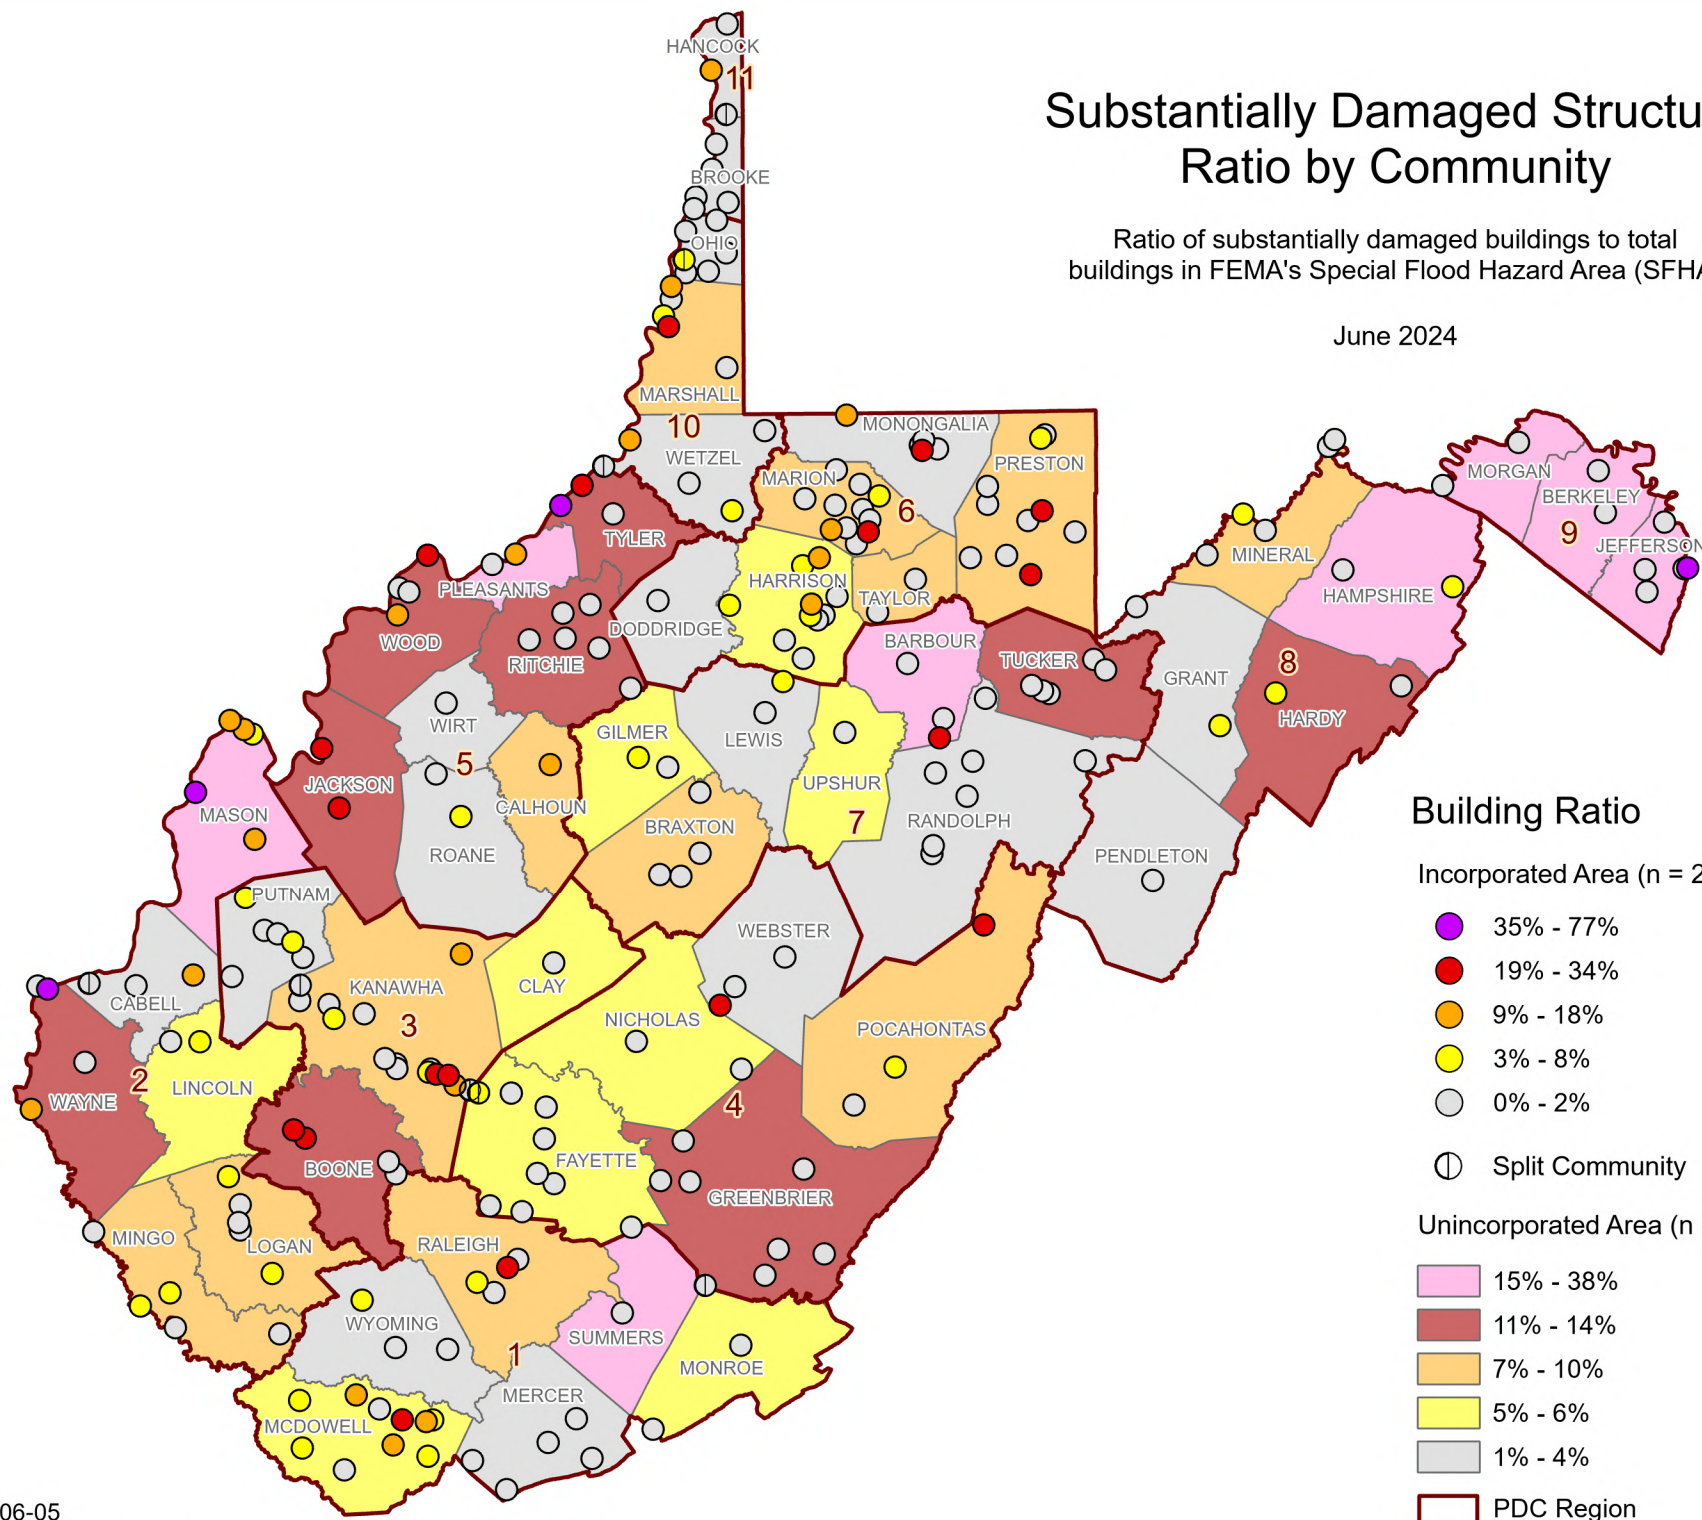 HANCOCK
11
BROOKE
OHIO
MARSHALL
10
WETZEL
Substantially Damaged Structu
Ratio by Community
Ratio of substantially damaged buildings to total
buildings in FEMA's Special Flood Hazard Area (SFHA
June 2024
MONONGALIA
PRESTON
MARION
6
TYLER
PLEASANTS
HARRISON
TAYLOR
DODDRIDGE
WOOD
RITCHIE
BARBOUR
TUCKER
MORGAN
BERKELEY
9
JEFFERSON
MINERAL
HAMPSHIRE
8
GRANT
HARDY
WIRT
5
GILMER
LEWIS
UPSHUR
7
JACKSON
MASON
CALHOUN
BRAXTON
RANDOLPH
ROANE
PENDLETON
PUTNAM
WEBSTER
KANAWHA
3
CLAY
CABELL
NICHOLAS
POCAHONTAS
2
LINCOLN
WAYNE
4
BOONE
FAYETTE
GREENBRIER
MINGO
LOGAN
RALEIGH
WYOMING
SUMMERS
1
MONROE
MERCER
MCDOWELL
Building Ratio
Incorporated Area (n = 2
35% - 77%
19% - 34%
9% - 18%
3% - 8%
0% - 2%
Split Community
Unincorporated Area (n
15% - 38%
11% - 14%
7% - 10%
5% - 6%
1% - 4%
PDC Region
06-05